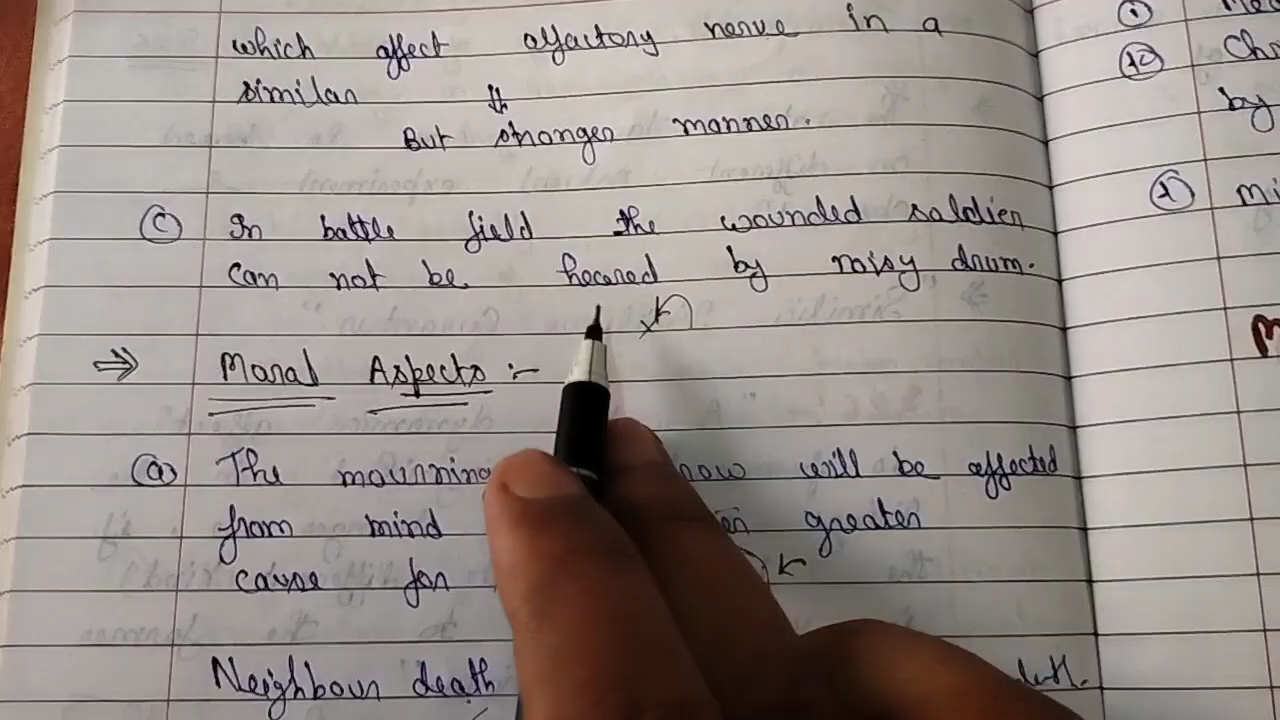 which affect olfactory nerve in a
similar
But stronger manner.
(c) In battle field the wounded soldier
can not be heared by noisy drum.
⇒ Moral Aspects :-
(a) The mourning will be affected
from mind greater
cause for
Neighbour death
by